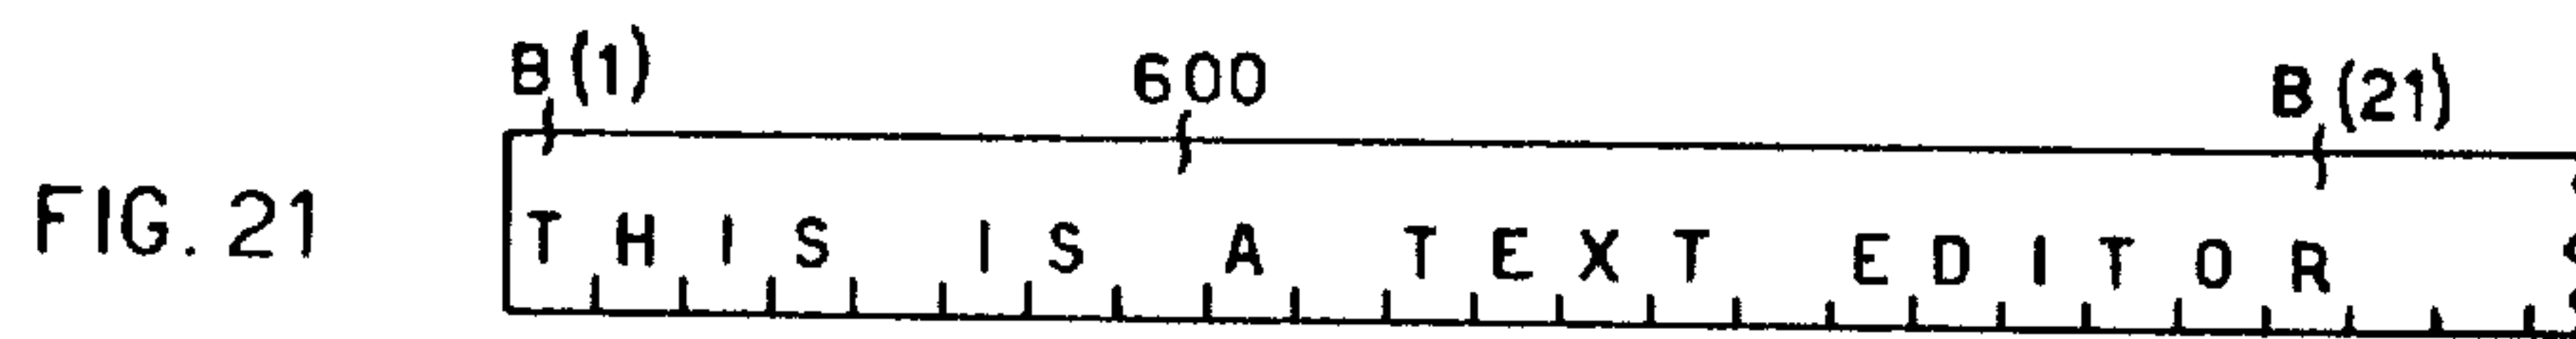 B(1) 600 B(21)
FIG. 21 THIS IS A TEXT EDITOR